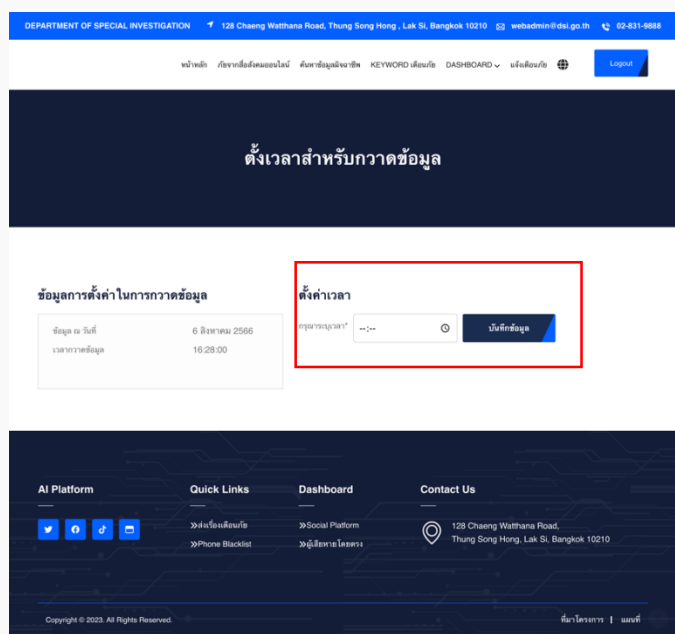 DEPARTMENT OF SPECIAL INVESTIGATION 128 Chaeng Watthana Road, Thung Song Hong , Lak Si, Bangkok 10210 webadmin@dsi.go.th 02-831-9888
หน้าหลัก ภัยจากสื่อสังคมออนไลน์ ค้นหาข้อมูลมิจฉาชีพ KEYWORD เตือนภัย DASHBOARD แจ้งเตือนภัย Logout
ตั้งเวลาสำหรับกวาดข้อมูล
ข้อมูลการตั้งค่าในการกวาดข้อมูล
ข้อมูล ณ วันที่ 6 สิงหาคม 2566
เวลากวาดข้อมูล 16:28:00
ตั้งค่าเวลา
กรุณาระบุเวลา* --:-- บันทึกข้อมูล
AI Platform
Quick Links
»ส่งเรื่องเตือนภัย
»Phone Blacklist
Dashboard
»Social Platform
»ผู้เสียหายโดยตรง
Contact Us
128 Chaeng Watthana Road,
Thung Song Hong, Lak Si, Bangkok 10210
Copyright © 2023. All Rights Reserved. ที่มาโครงการ | แผนที่